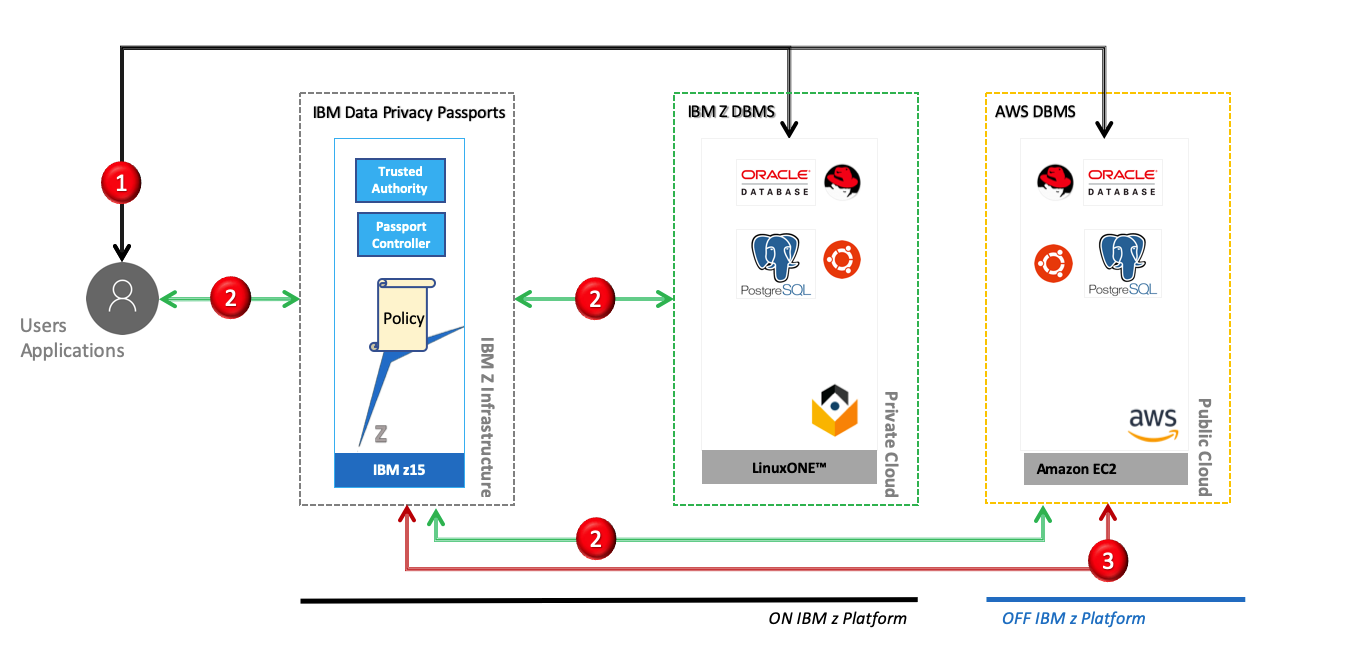 IBM Data Privacy Passports
IBM Z DBMS
AWS DBMS
Trusted
Authority
ORACLE
DATABASE
ORACLE
DATABASE
1
Passport
Controller
PostgreSQL
PostgreSQL
2
2
Users
Applications
Policy
IBM Z Infrastructure
Private Cloud
Public Cloud
aws
Z
IBM z15
LinuxONE™
Amazon EC2
2
3
ON IBM z Platform
OFF IBM z Platform